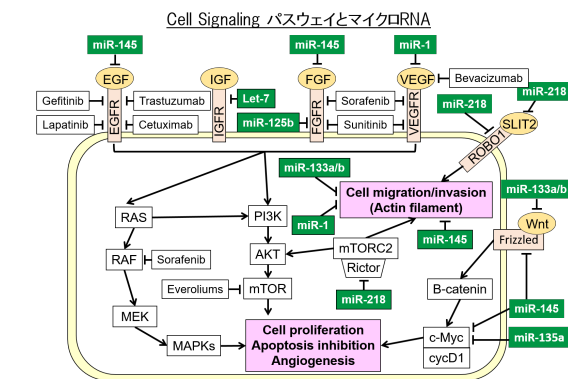 Cell Signaling パスウェイとマイクロRNA
miR-145
miR-145
miR-1
EGF
IGF
FGF
VEGF
Bevacizumab
miR-218
Gefitinib
Trastuzumab
Let-7
Sorafenib
miR-218
Lapatinib
Cetuximab
miR-125b
Sunitinib
SLIT2
EGFR
IGFR
FGFR
VEGFR
ROBO1
miR-133a/b
Cell migration/invasion
(Actin filament)
miR-133a/b
miR-1
RAS
PI3K
miR-145
Wnt
Frizzled
AKT
mTORC2
Rictor
RAF
Sorafenib
Everoliums
mTOR
miR-218
B-catenin
MEK
miR-145
MAPKs
Cell proliferation
Apoptosis inhibition
Angiogenesis
c-Myc
cycD1
miR-135a